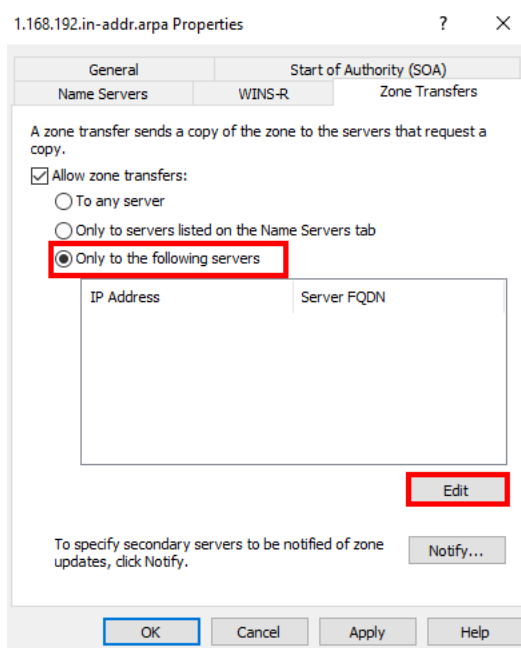 1.168.192.in-addr.arpa Properties ?
General Start of Authority (SOA)
Name Servers WINS-R Zone Transfers
A zone transfer sends a copy of the zone to the servers that request a
copy.
Allow zone transfers:
To any server
Only to servers listed on the Name Servers tab
Only to the following servers
IP Address Server FQDN
Edit
To specify secondary servers to be notified of zone
updates, click Notify.
Notify...
OK Cancel Apply Help